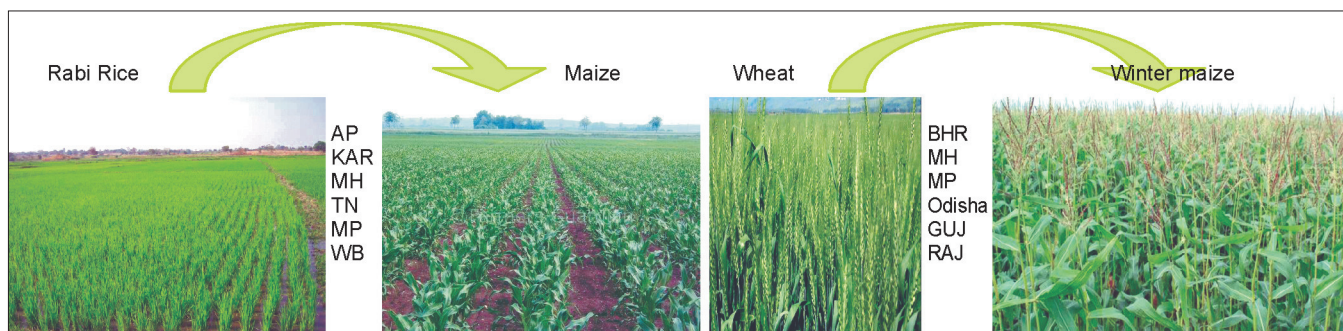 Rabi Rice
Maize
Wheat
Winter maize
AP
KAR
MH
TN
MP
WB
BHR
MH
MP
Odisha
GUJ
RAJ